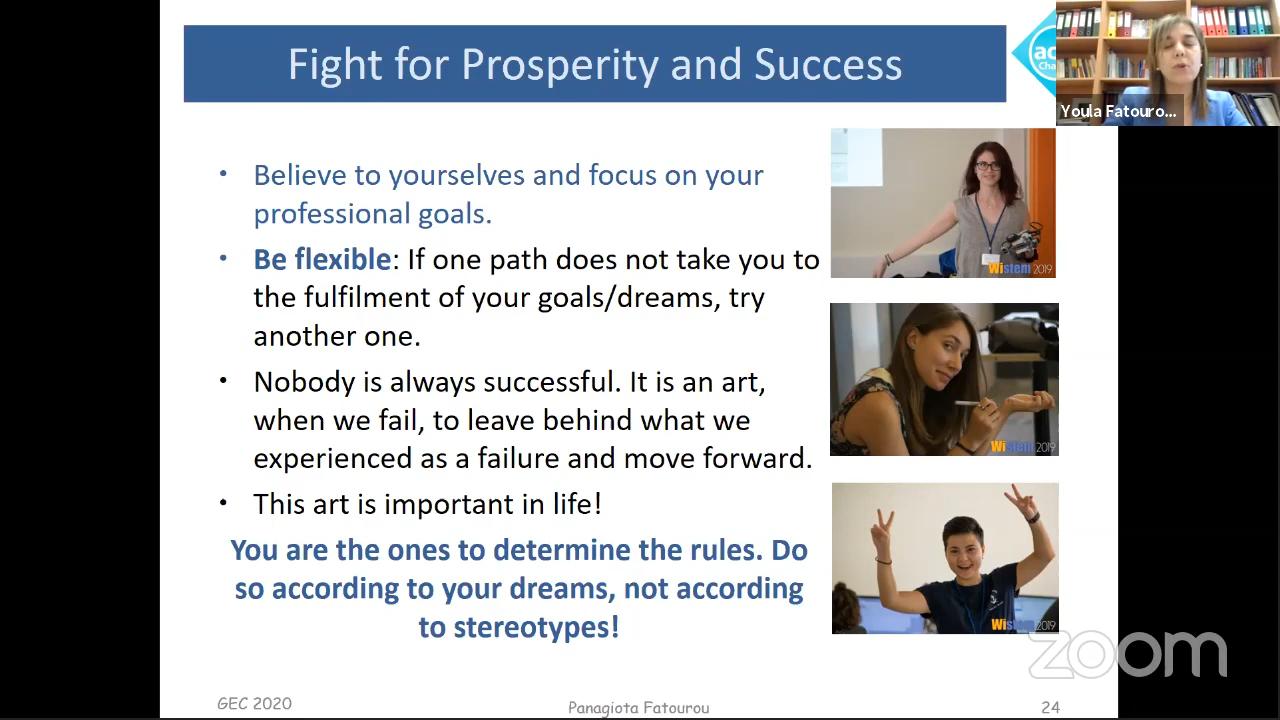 Fight for Prosperity and Success
Youla Fatouro...
• Believe to yourselves and focus on your
professional goals.
• Be flexible: If one path does not take you to
the fulfilment of your goals/dreams, try
another one.
• Nobody is always successful. It is an art,
when we fail, to leave behind what we
experienced as a failure and move forward.
• This art is important in life!
You are the ones to determine the rules. Do
so according to your dreams, not according
to stereotypes!
Wistem 2019
Wistem 2019
Wistem 2019
zoom
GEC 2020
Panagiota Fatourou
24